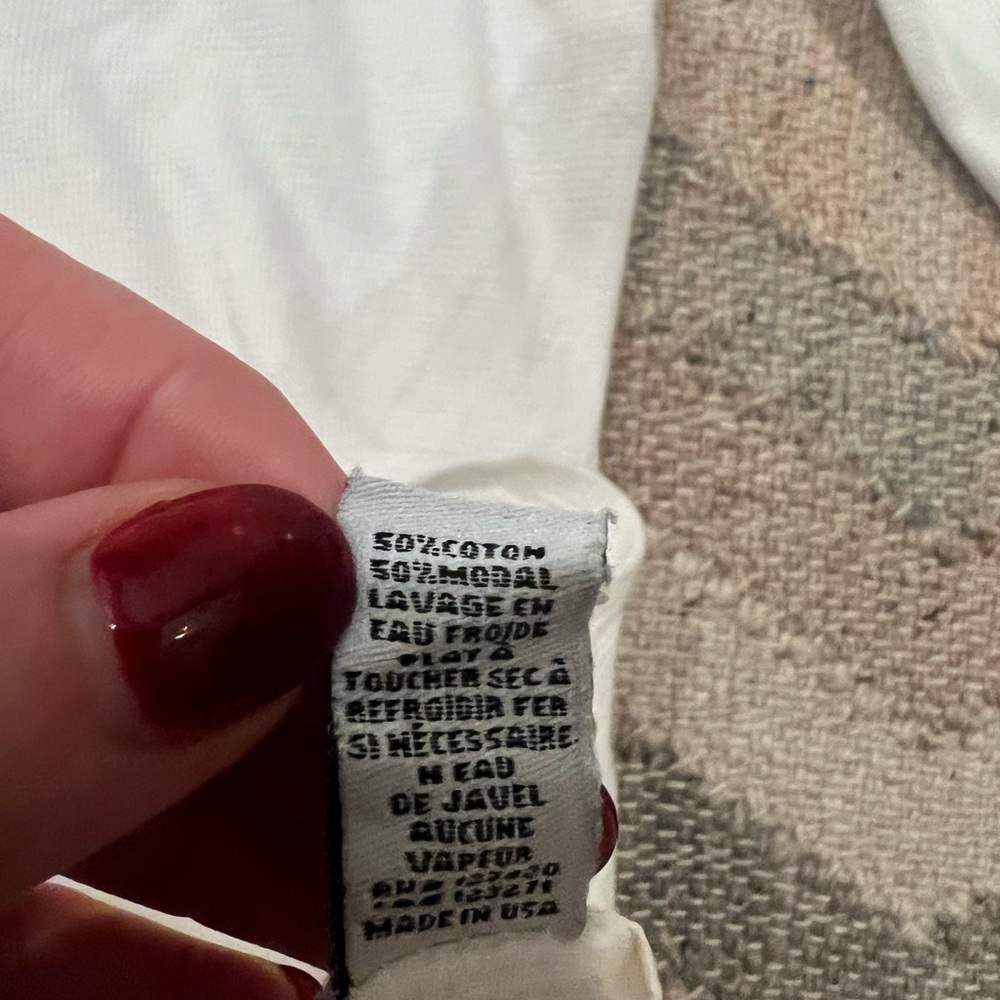 50%COTON
50%MODAL
LAVAGE EN
EAU FROIDE
PLAT À
TOUCHER SEC À
REFROIDIR FER
SI NÉCESSAIRE.
N EAU
DE JAVEL
AUCUNE
VAPEUR
MADE IN USA